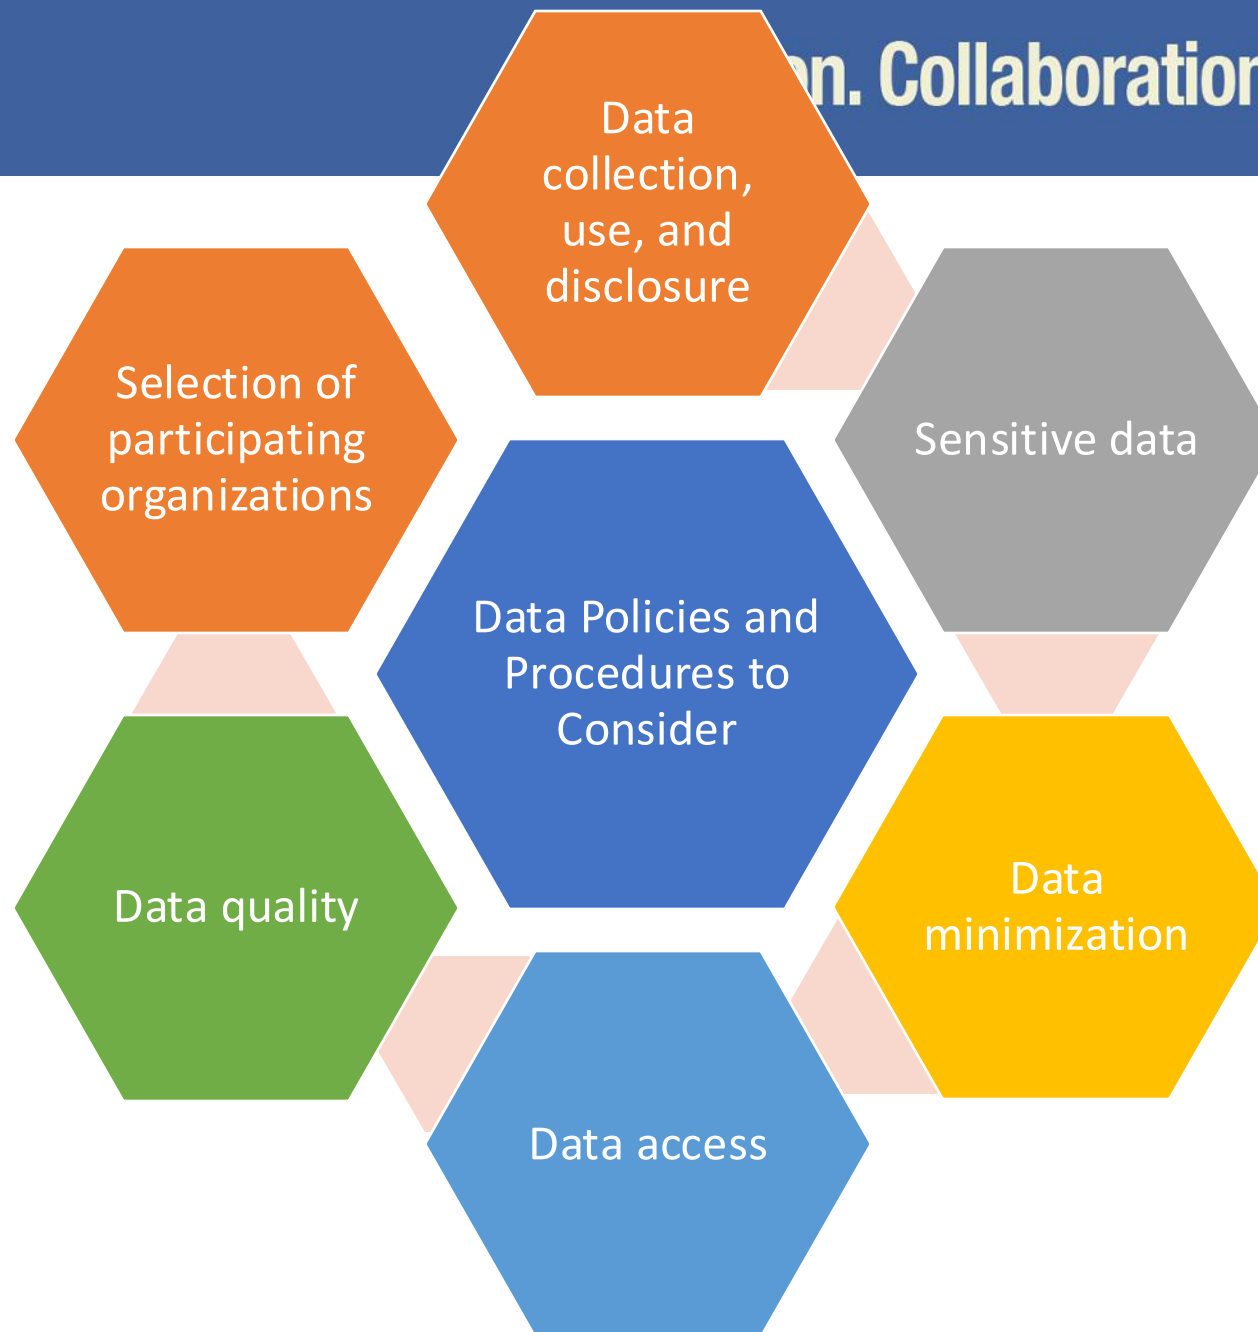 Collaboration
Data
collection,
use, and
disclosure
Selection of
participating
organizations
Sensitive data
Data Policies and
Procedures to
Consider
Data quality
Data
minimization
Data access